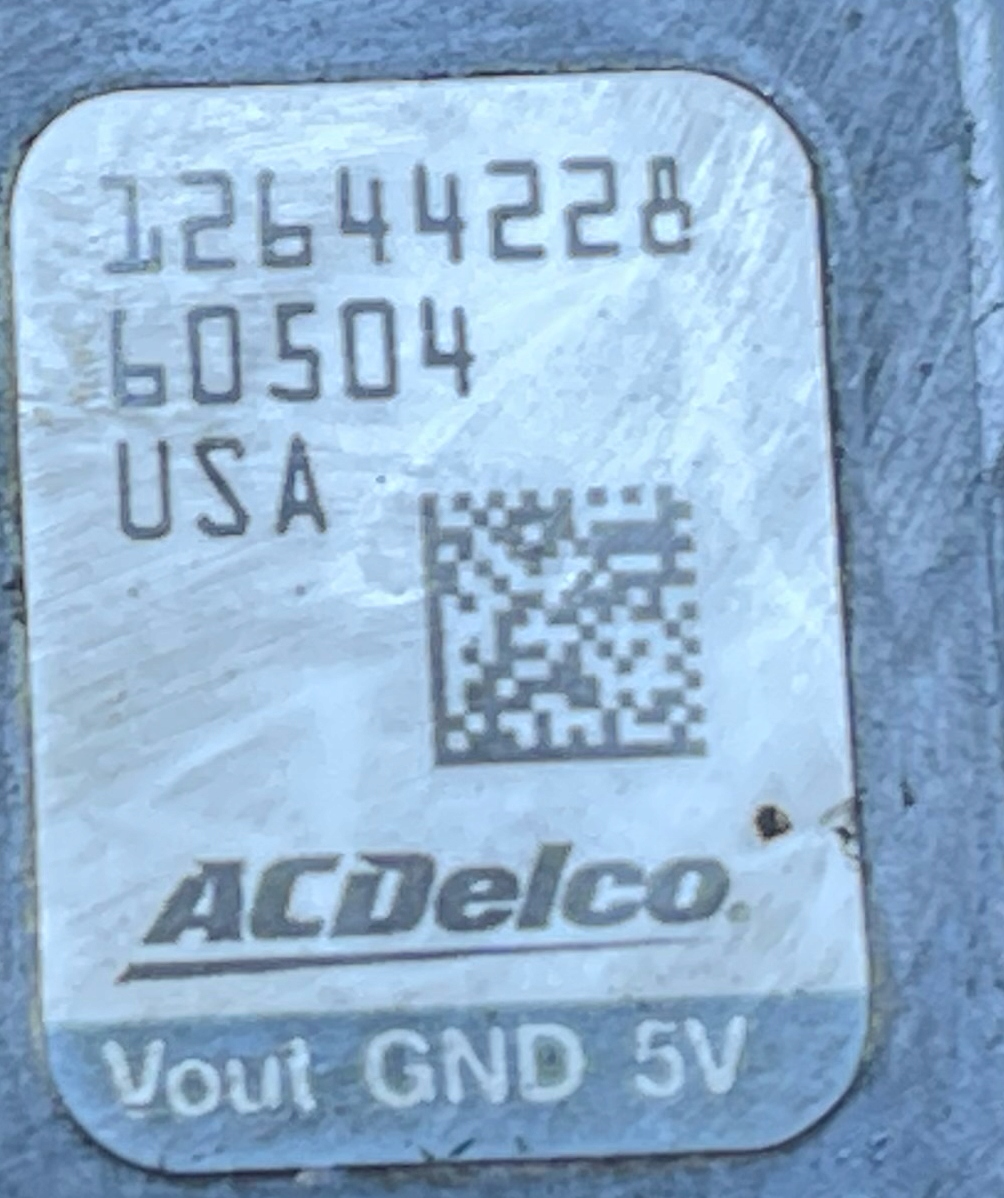 12644228
60504
USA
ACDelco.
Vout GND 5V